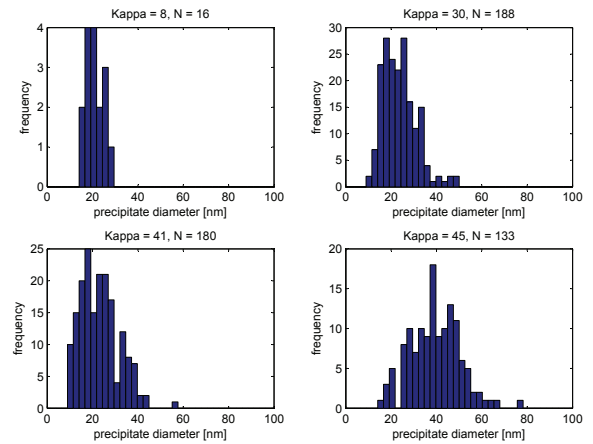 Kappa = 8, N = 16
4
3
2
1
0
frequency
0 20 40 60 80 100
precipitate diameter [nm]
Kappa = 30, N = 188
30
25
20
15
10
5
0
frequency
0 20 40 60 80 100
precipitate diameter [nm]
Kappa = 41, N = 180
25
20
15
10
5
0
frequency
0 20 40 60 80 100
precipitate diameter [nm]
Kappa = 45, N = 133
20
15
10
5
0
frequency
0 20 40 60 80 100
precipitate diameter [nm]